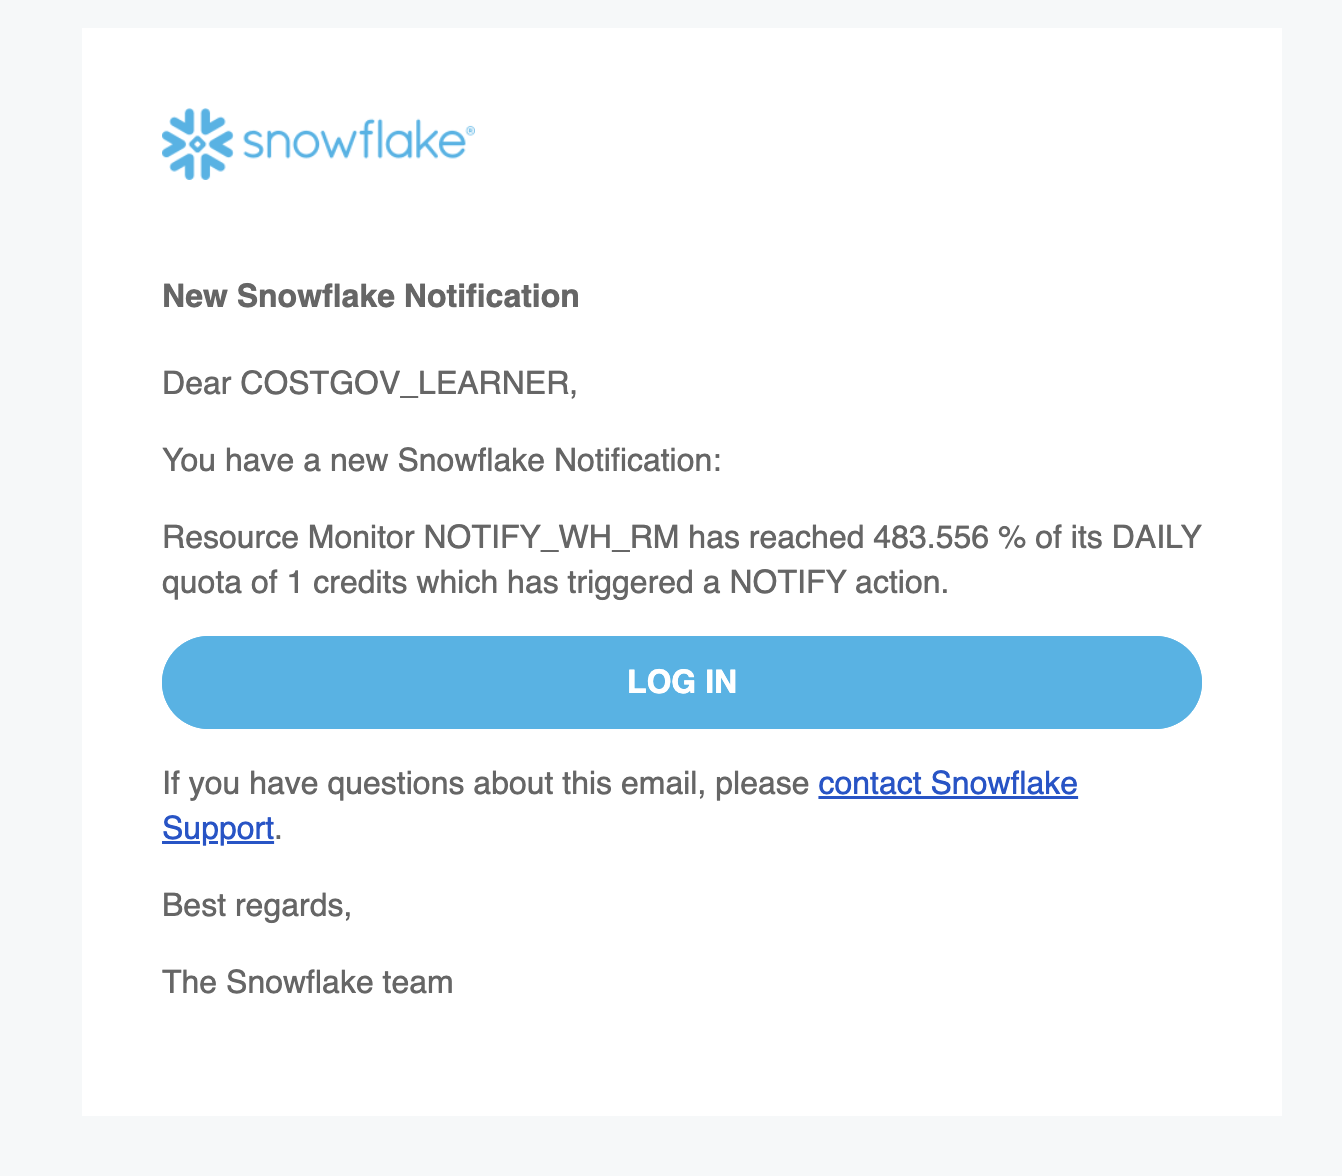 snowflake®
New Snowflake Notification
Dear COSTGOV_LEARNER,
You have a new Snowflake Notification:
Resource Monitor NOTIFY_WH_RM has reached 483.556 % of its DAILY
quota of 1 credits which has triggered a NOTIFY action.
LOG IN
If you have questions about this email, please contact Snowflake
Support.
Best regards,
The Snowflake team